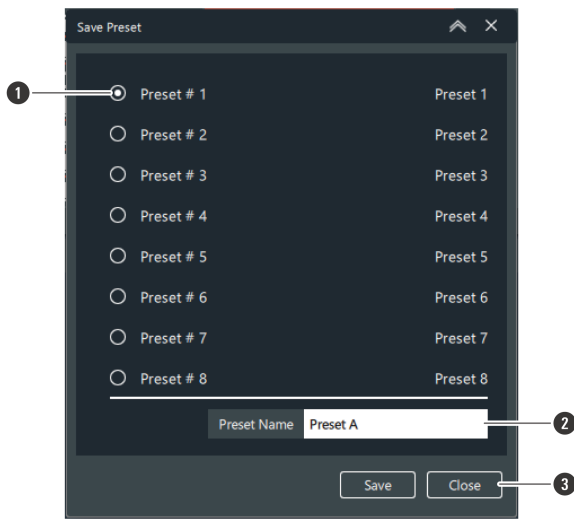 Save Preset
1
Preset # 1 Preset 1
Preset # 2 Preset 2
Preset # 3 Preset 3
Preset # 4 Preset 4
Preset # 5 Preset 5
Preset # 6 Preset 6
Preset # 7 Preset 7
Preset # 8 Preset 8
Preset Name Preset A 2
Save Close 3